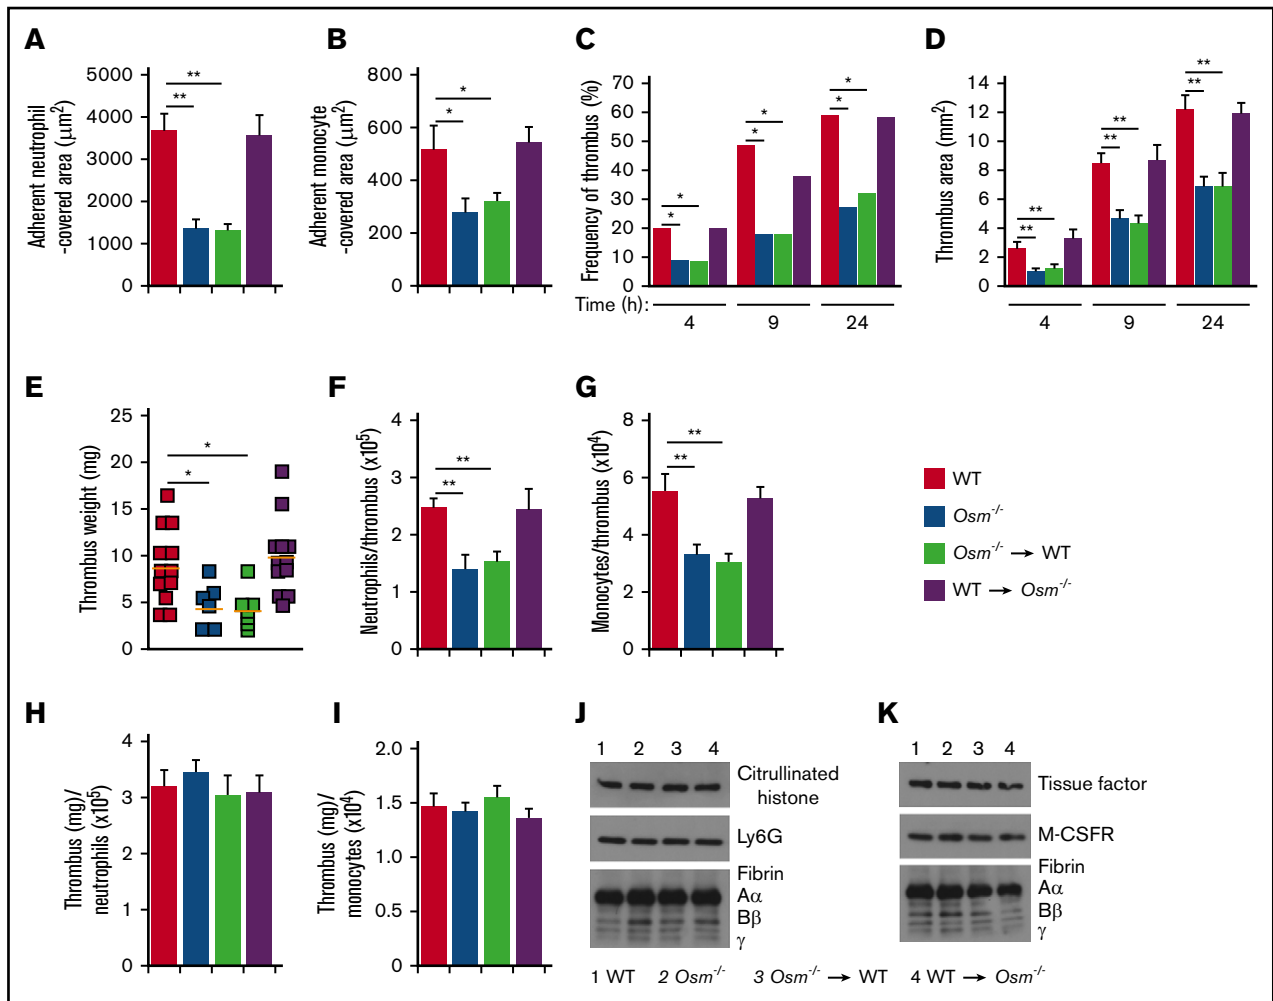 A
Adherent neutrophil
-covered area (μm2)
5000
4000
3000
2000
1000
0
**
**
B
Adherent monocyte
-covered area (μm2)
800
600
400
200
0
*
*
C
Frequency of thrombus (%)
70
60
50
40
30
20
10
0
*
*
*
*
*
*
Time (h):
4
9
24
D
Thrombus area (mm2)
14
12
10
8
6
4
2
0
**
**
**
**
**
**
4
9
24
E
Thrombus weight (mg)
25
20
15
10
5
0
*
*
F
Neutrophils/thrombus (x10⁵)
4
3
2
1
0
**
**
G
Monocytes/thrombus (x10⁴)
8
6
4
2
0
**
**
WT
Osm⁻/⁻
Osm⁻/⁻ → WT
WT → Osm⁻/⁻
H
Thrombus (mg)/
neutrophils (x10⁵)
4
3
2
1
0
I
Thrombus (mg)/
monocytes (x10⁴)
2.0
1.5
1.0
0.5
0
J
1 2 3 4
Citrullinated
histone
Ly6G
Fibrin
Aα
Bβ
γ
K
1 2 3 4
Tissue factor
M-CSFR
Fibrin
Aα
Bβ
γ
1 WT 2 Osm⁻/⁻ 3 Osm⁻/⁻ → WT 4 WT → Osm⁻/⁻